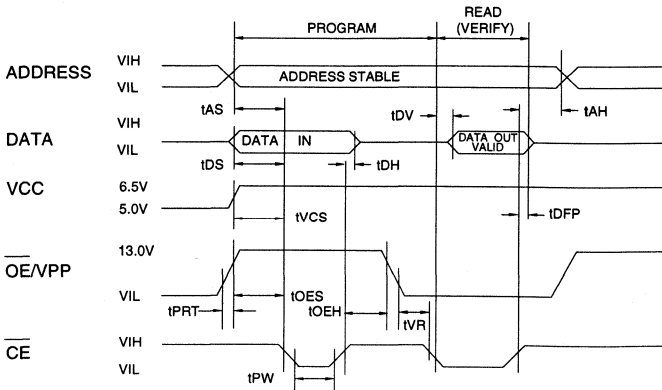 READ
PROGRAM (VERIFY)
VIH
ADDRESS ADDRESS STABLE
VIL
tAS tDV tAH
VIH
DATA DATA IN DATA OUT
VIL VALID
tDS tDH
VCC 6.5V
5.0V tVCS tDFP
13.0V
OE/VPP
VIL
tPRT tOES tOEH tVR
VIH
CE
VIL
tPW